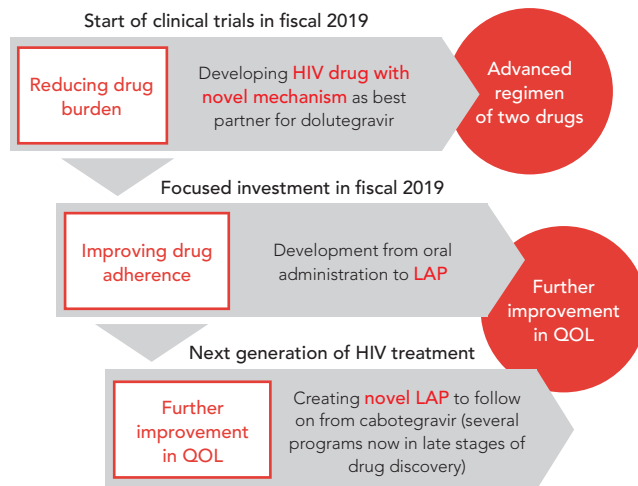 Start of clinical trials in fiscal 2019
Reducing drug
burden
Developing HIV drug with
novel mechanism as best
partner for dolutegravir
Advanced
regimen
of two drugs
Focused investment in fiscal 2019
Improving drug
adherence
Development from oral
administration to LAP
Further
improvement
in QOL
Next generation of HIV treatment
Further
improvement
in QOL
Creating novel LAP to follow
on from cabotegravir (several
programs now in late stages of
drug discovery)